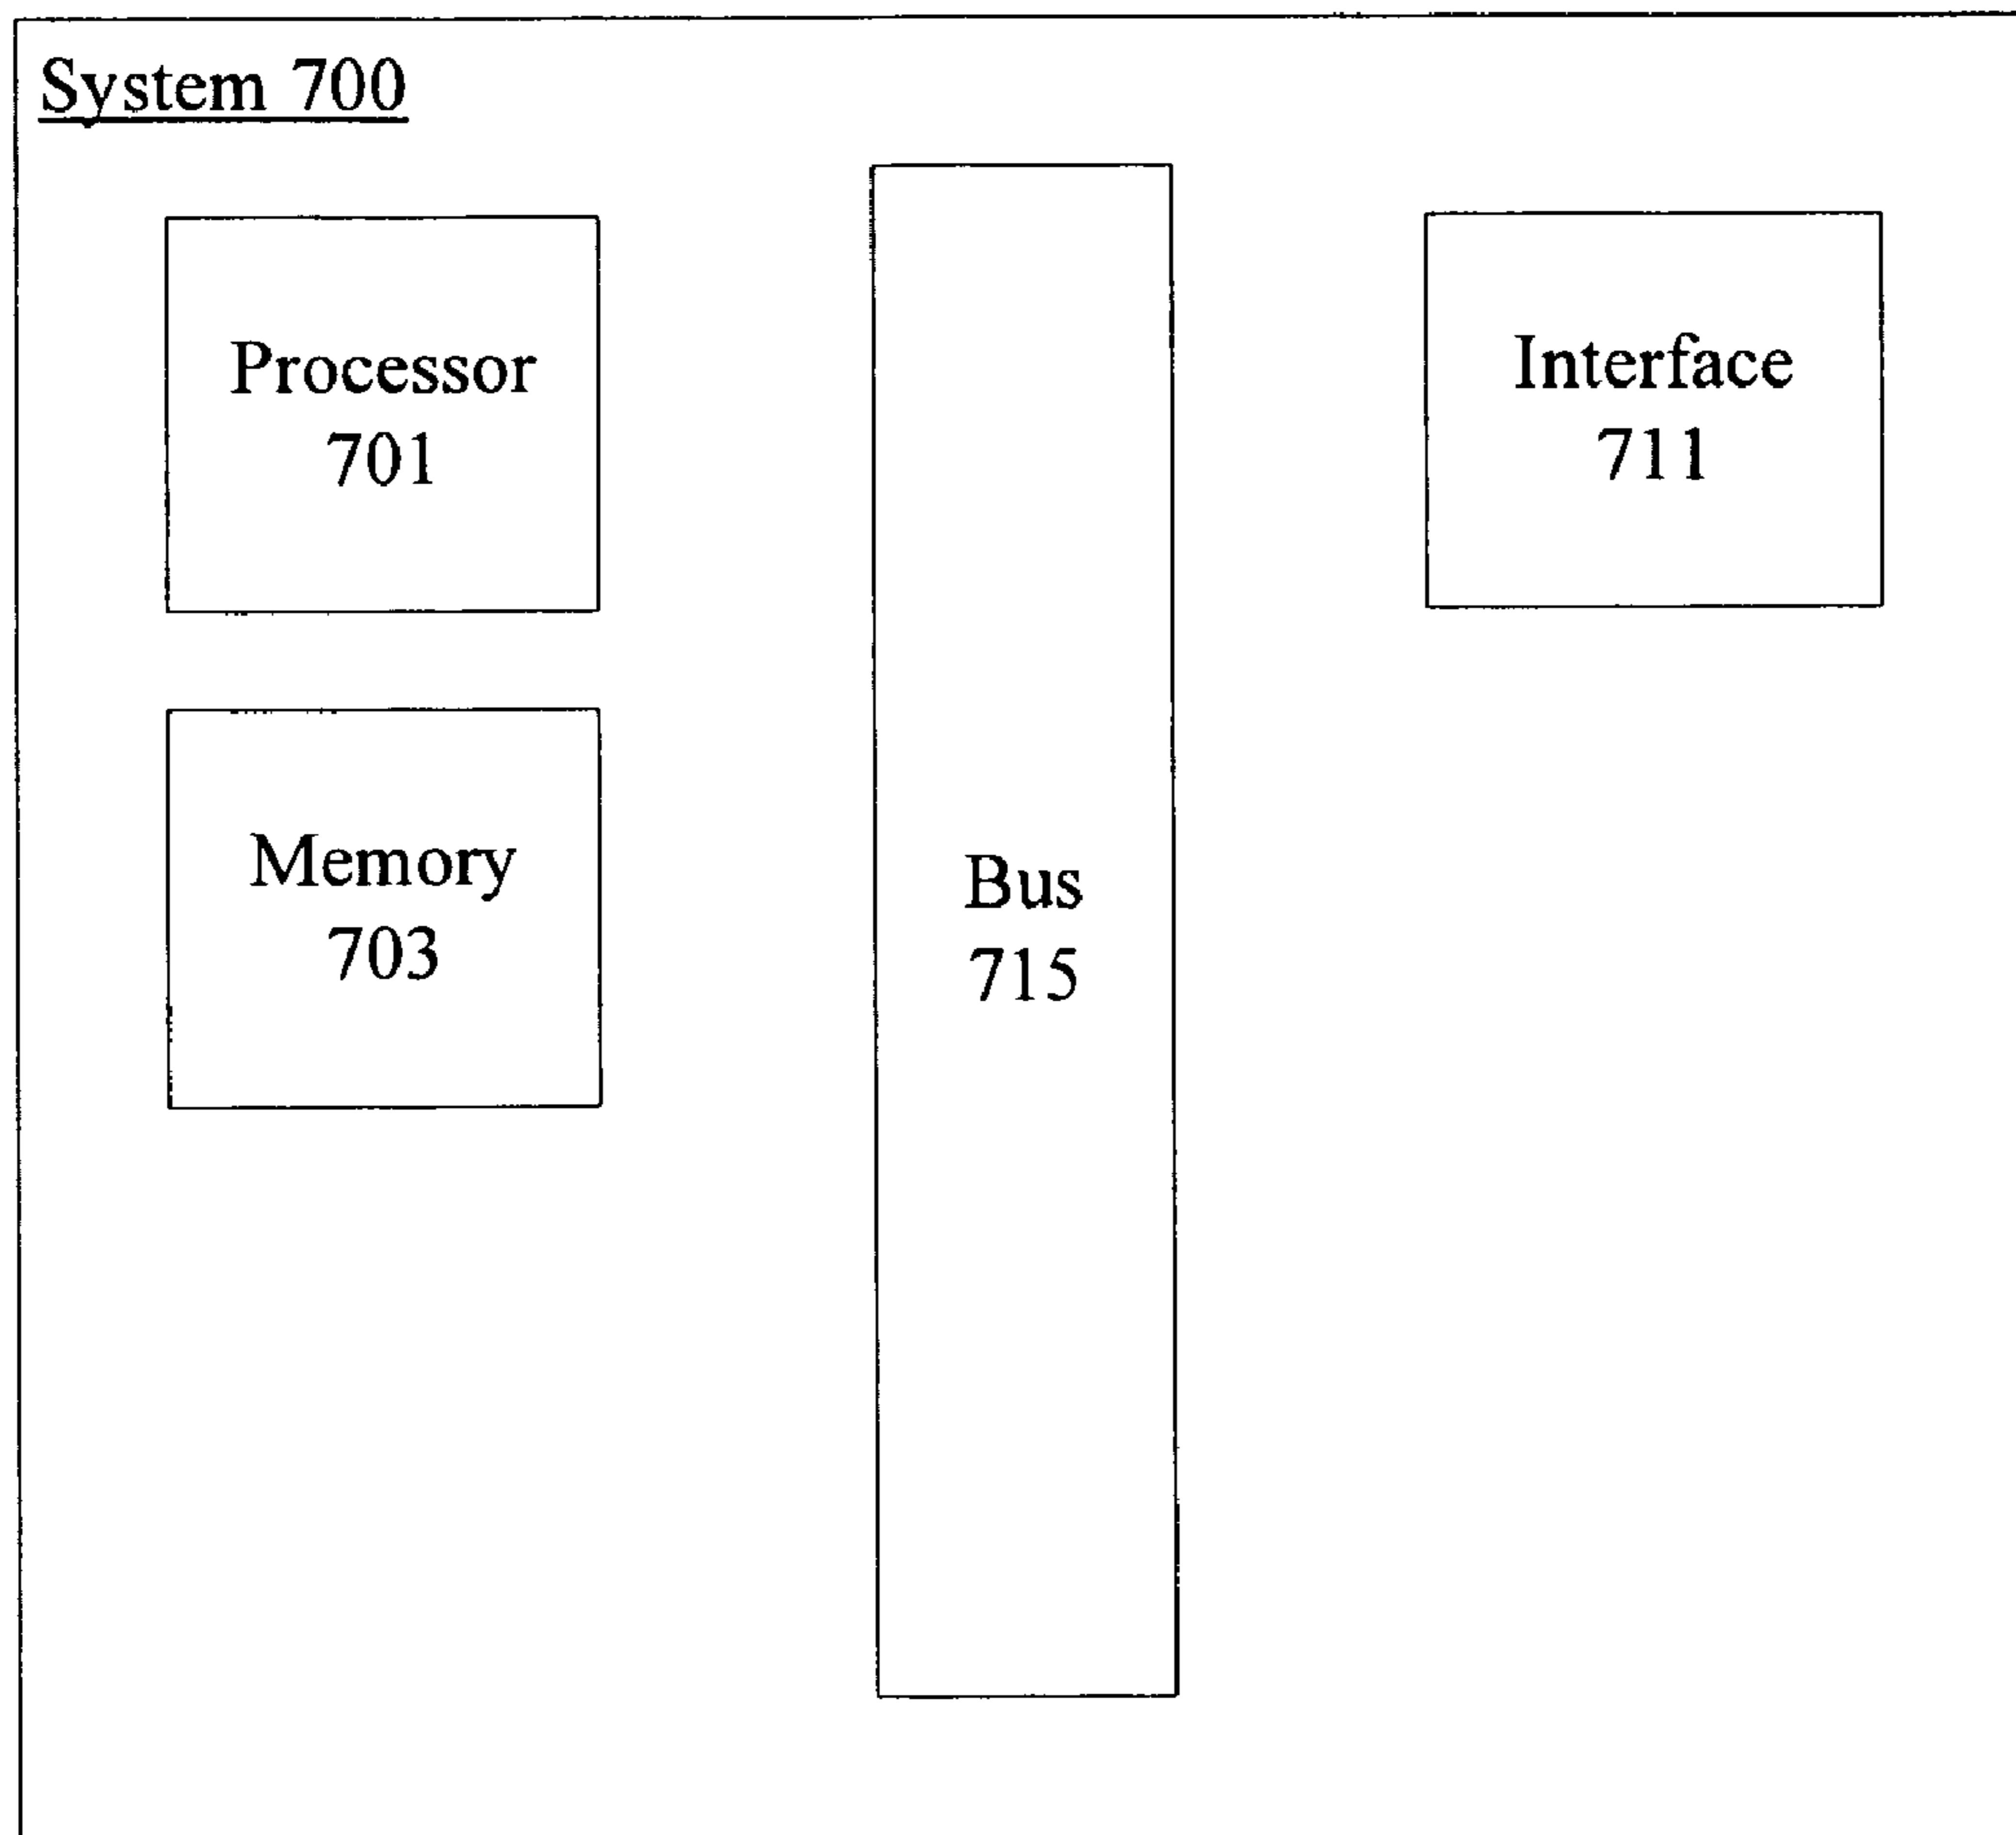 System 700
Processor
701
Interface
711
Memory
703
Bus
715